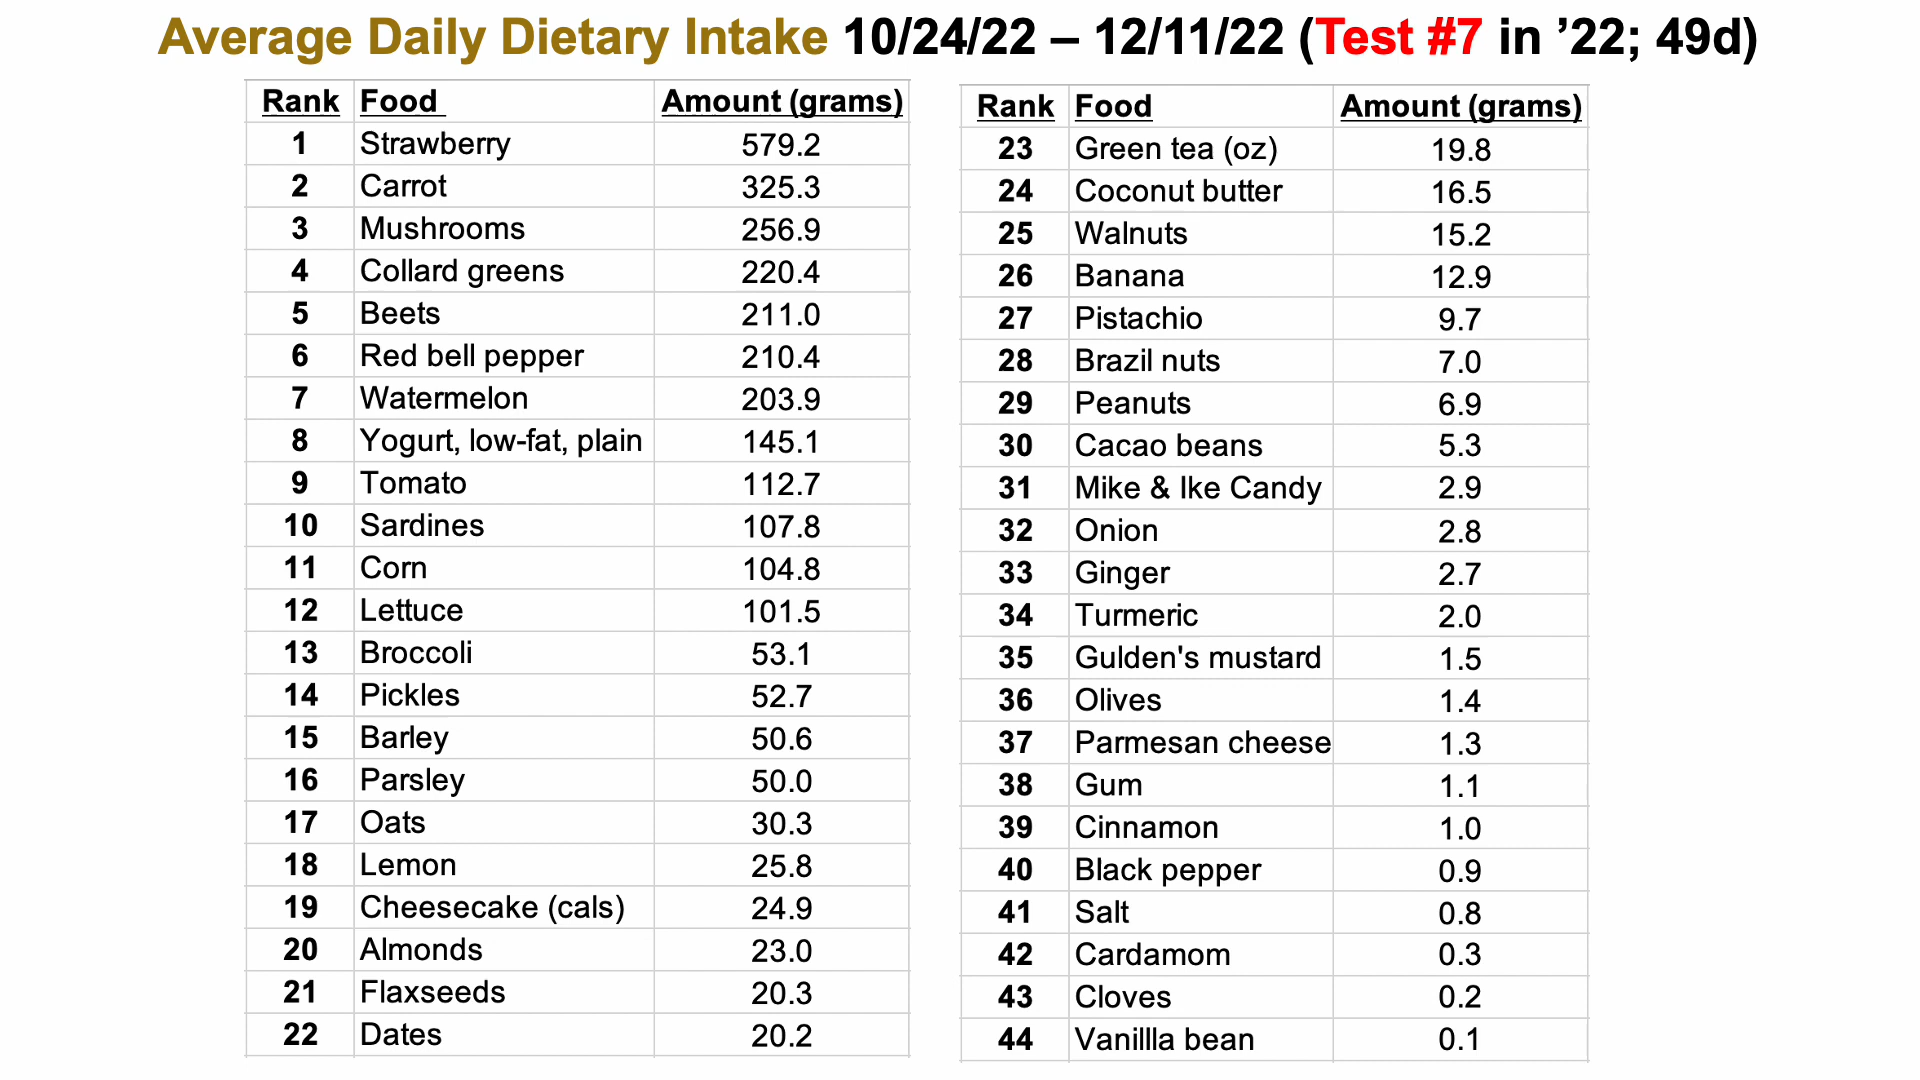 Average Daily Dietary Intake 10/24/22 – 12/11/22 (Test #7 in ’22; 49d)
Rank Food Amount (grams)
1 Strawberry 579.2
2 Carrot 325.3
3 Mushrooms 256.9
4 Collard greens 220.4
5 Beets 211.0
6 Red bell pepper 210.4
7 Watermelon 203.9
8 Yogurt, low-fat, plain 145.1
9 Tomato 112.7
10 Sardines 107.8
11 Corn 104.8
12 Lettuce 101.5
13 Broccoli 53.1
14 Pickles 52.7
15 Barley 50.6
16 Parsley 50.0
17 Oats 30.3
18 Lemon 25.8
19 Cheesecake (cals) 24.9
20 Almonds 23.0
21 Flaxseeds 20.3
22 Dates 20.2
Rank Food Amount (grams)
23 Green tea (oz) 19.8
24 Coconut butter 16.5
25 Walnuts 15.2
26 Banana 12.9
27 Pistachio 9.7
28 Brazil nuts 7.0
29 Peanuts 6.9
30 Cacao beans 5.3
31 Mike & Ike Candy 2.9
32 Onion 2.8
33 Ginger 2.7
34 Turmeric 2.0
35 Gulden's mustard 1.5
36 Olives 1.4
37 Parmesan cheese 1.3
38 Gum 1.1
39 Cinnamon 1.0
40 Black pepper 0.9
41 Salt 0.8
42 Cardamom 0.3
43 Cloves 0.2
44 Vanillla bean 0.1